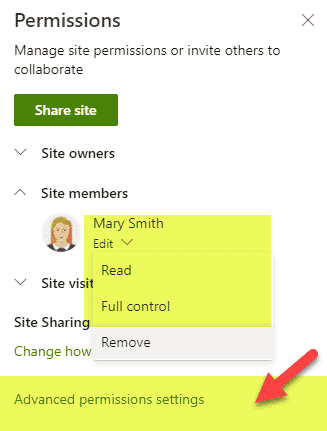 Permissions
Manage site permissions or invite others to
collaborate
Share site
Site owners
Site members
Mary Smith
Edit
Read
Full control
Remove
Site visit
Site Sharing
Change how
Advanced permissions settings